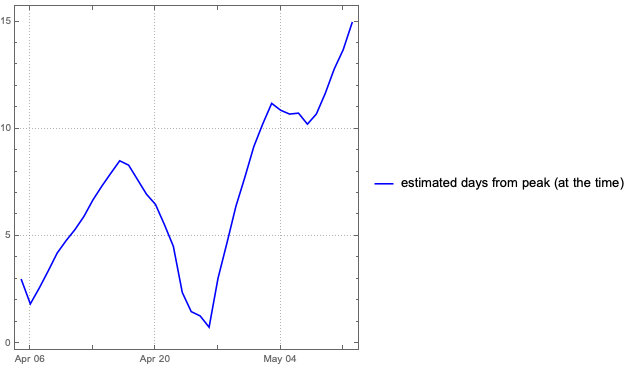 15
10
5
0
Apr 06
Apr 20
May 04
estimated days from peak (at the time)